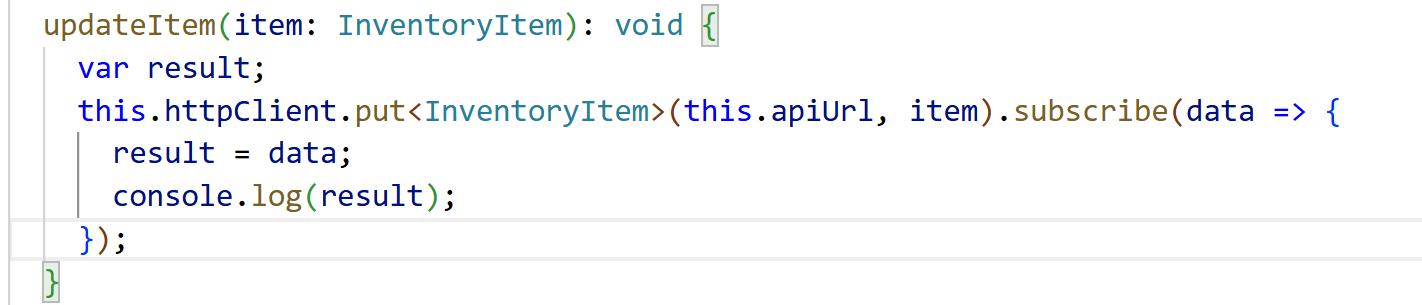 updateItem(item: InventoryItem): void {
var result;
this.httpClient.put<InventoryItem>(this.apiUrl, item).subscribe(data => {
result = data;
console.log(result);
});
}